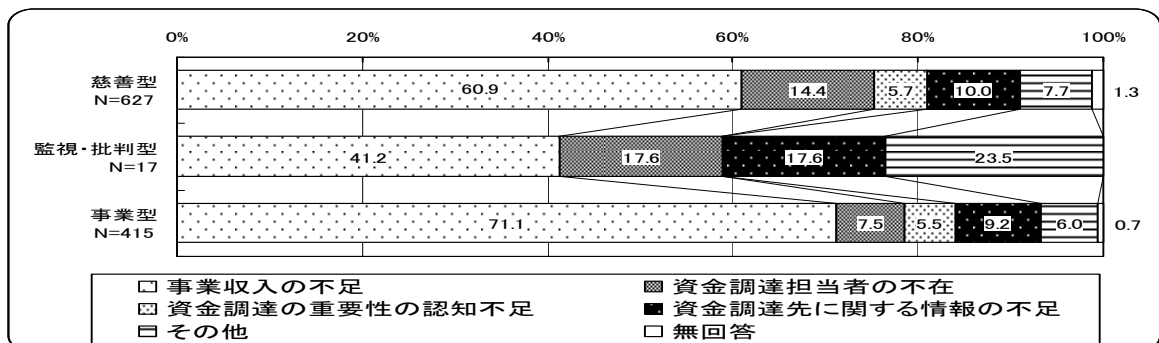 0% 20% 40% 60% 80% 100%
慈善型
N=627
60.9 14.4 5.7 10.0 7.7 1.3
監視・批判型
N=17
41.2 17.6 17.6 23.5
事業型
N=415
71.1 7.5 5.5 9.2 6.0 0.7
事業収入の不足 資金調達担当者の不在
資金調達の重要性の認知不足 資金調達先に関する情報の不足
その他 無回答